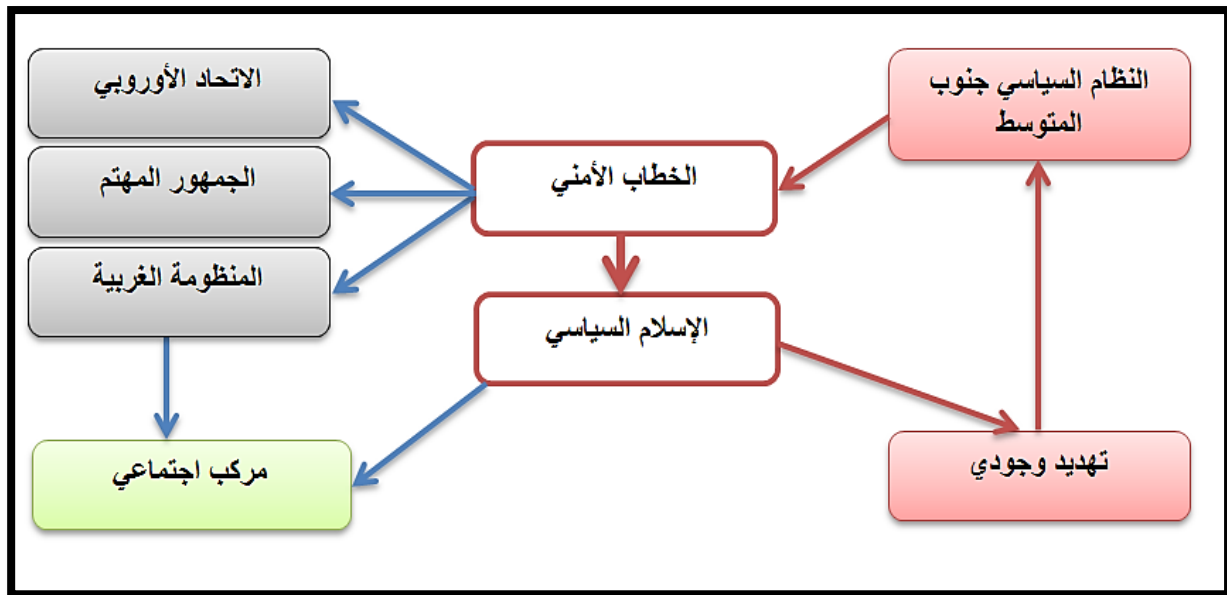 النظام السياسي جنوب
المتوسط
الخطاب الأمني
الاتحاد الأوروبي
الجمهور المهتم
المنظومة الغربية
الإسلام السياسي
تهديد وجودي
مركب اجتماعي